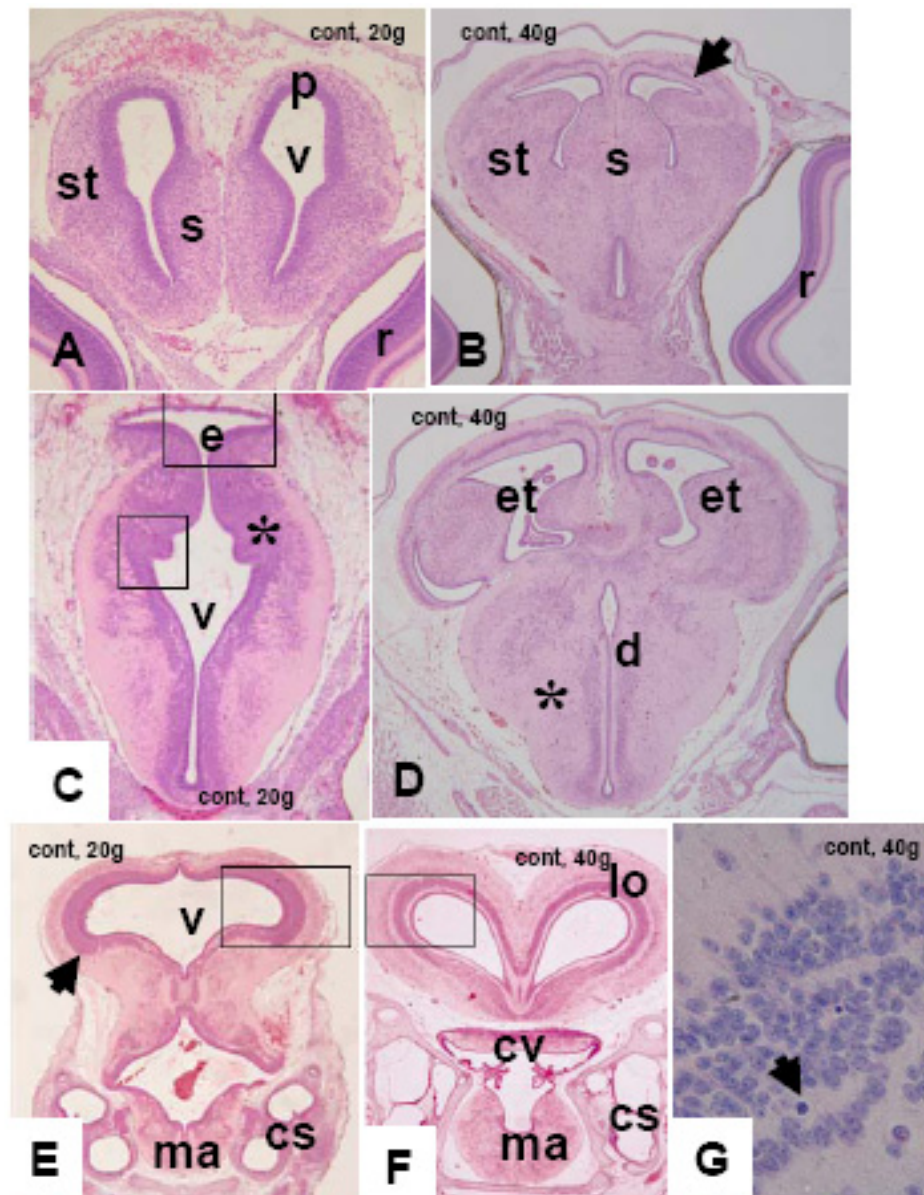 cont, 20g
p
v
st
s
A
r
cont, 40g
st
s
r
B
e
*
v
C
cont, 20g
cont, 40g
et
et
d
*
D
cont, 20g
v
E
ma
cs
cont, 40g
lo
cv
F
ma
cs
cont, 40g
G